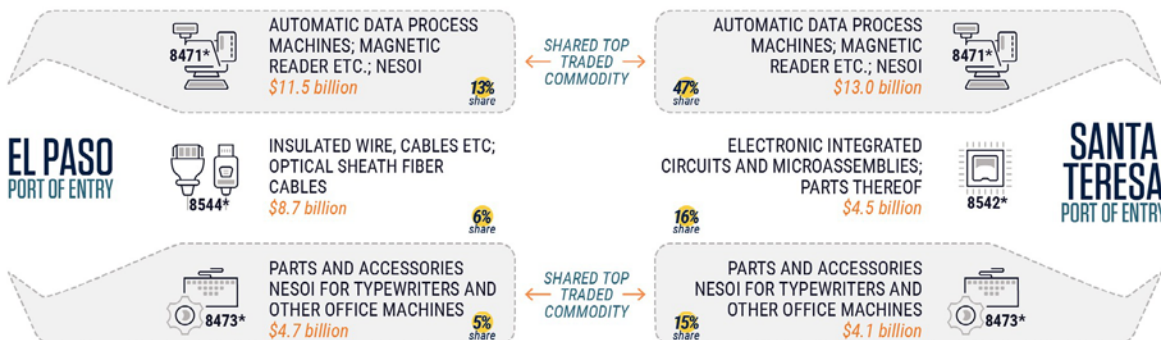 EL PASO
PORT OF ENTRY
8471*
AUTOMATIC DATA PROCESS
MACHINES; MAGNETIC
READER ETC.; NESOI
$11.5 billion
13%
share
8544*
INSULATED WIRE, CABLES ETC;
OPTICAL SHEATH FIBER
CABLES
$8.7 billion
6%
share
8473*
PARTS AND ACCESSORIES
NESOI FOR TYPEWRITERS AND
OTHER OFFICE MACHINES
$4.7 billion
5%
share
SHARED TOP
TRADED
COMMODITY
SHARED TOP
TRADED
COMMODITY
AUTOMATIC DATA PROCESS
MACHINES; MAGNETIC
READER ETC.; NESOI
$13.0 billion
47%
share
8471*
ELECTRONIC INTEGRATED
CIRCUITS AND MICROASSEMBLIES;
PARTS THEREOF
$4.5 billion
16%
share
8542*
PARTS AND ACCESSORIES
NESOI FOR TYPEWRITERS AND
OTHER OFFICE MACHINES
$4.1 billion
15%
share
8473*
SANTA
TERESA
PORT OF ENTRY